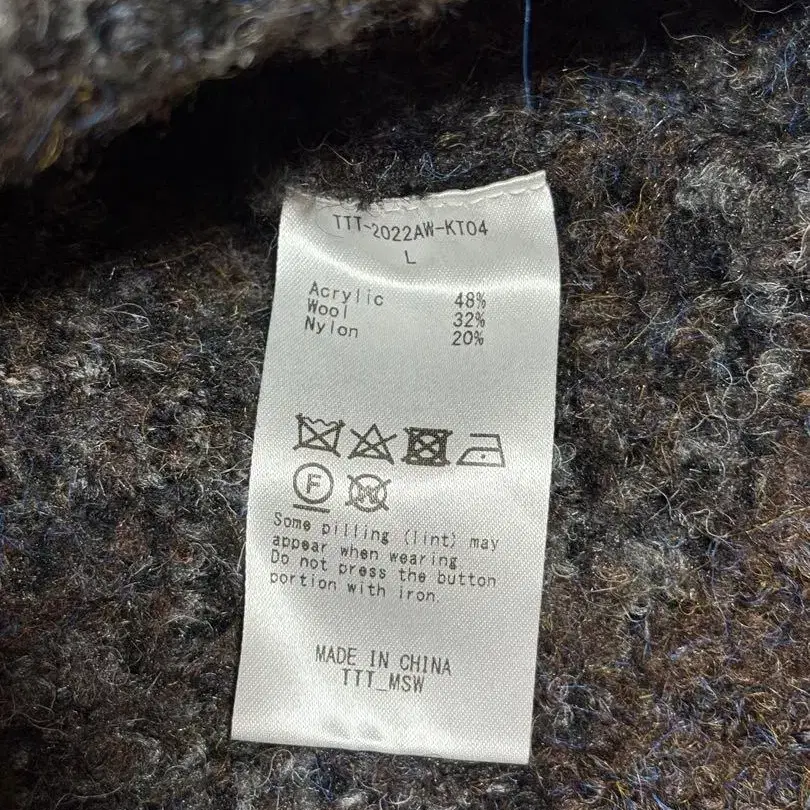 TTT-2022AW-KT04
L
Acrylic 48%
Wool 32%
Nylon 20%
F W
Some pilling (lint) may
appear when wearing
Do not press the button
portion with iron.
MADE IN CHINA
TTT_MSW